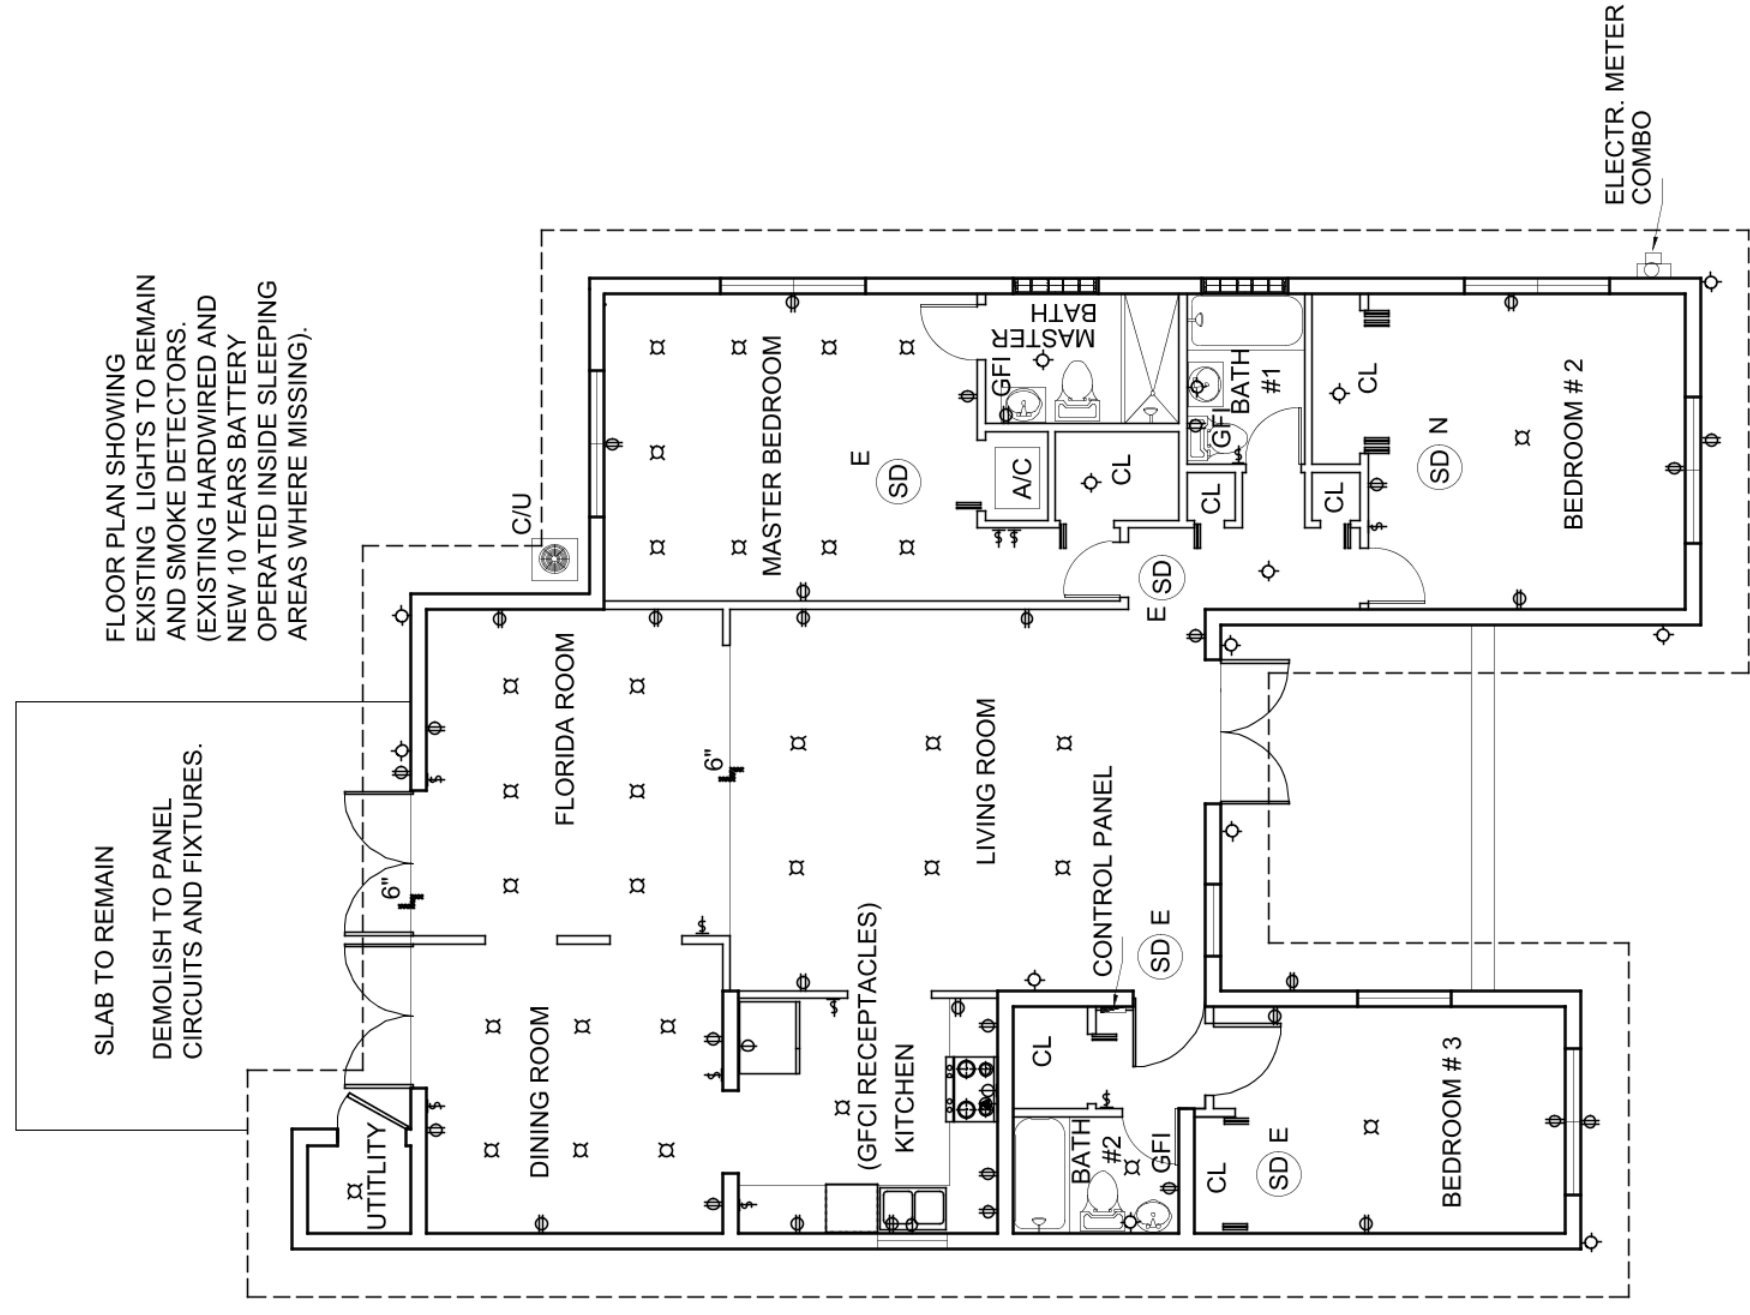 FLOOR PLAN SHOWING
EXISTING LIGHTS TO REMAIN
AND SMOKE DETECTORS.
(EXISTING HARDWIRED AND
NEW 10 YEARS BATTERY
OPERATED INSIDE SLEEPING
AREAS WHERE MISSING).
SLAB TO REMAIN
DEMOLISH TO PANEL
CIRCUITS AND FIXTURES.
ELECTR. METER
COMBO
C/U
UTITLITY
6"
FLORIDA ROOM
DINING ROOM
6"
MASTER BEDROOM
E
SD
MASTER
BATH
GFI
A/C
CL
BATH
#1
GFI
CL
CL
CL
SD N
BEDROOM # 2
E SD
LIVING ROOM
CONTROL PANEL
SD E
(GFCI RECEPTACLES)
KITCHEN
CL
BATH
#2
GFI
CL
SD E
BEDROOM # 3
$
$
$
$
$
$
$
$ $
$
$
$